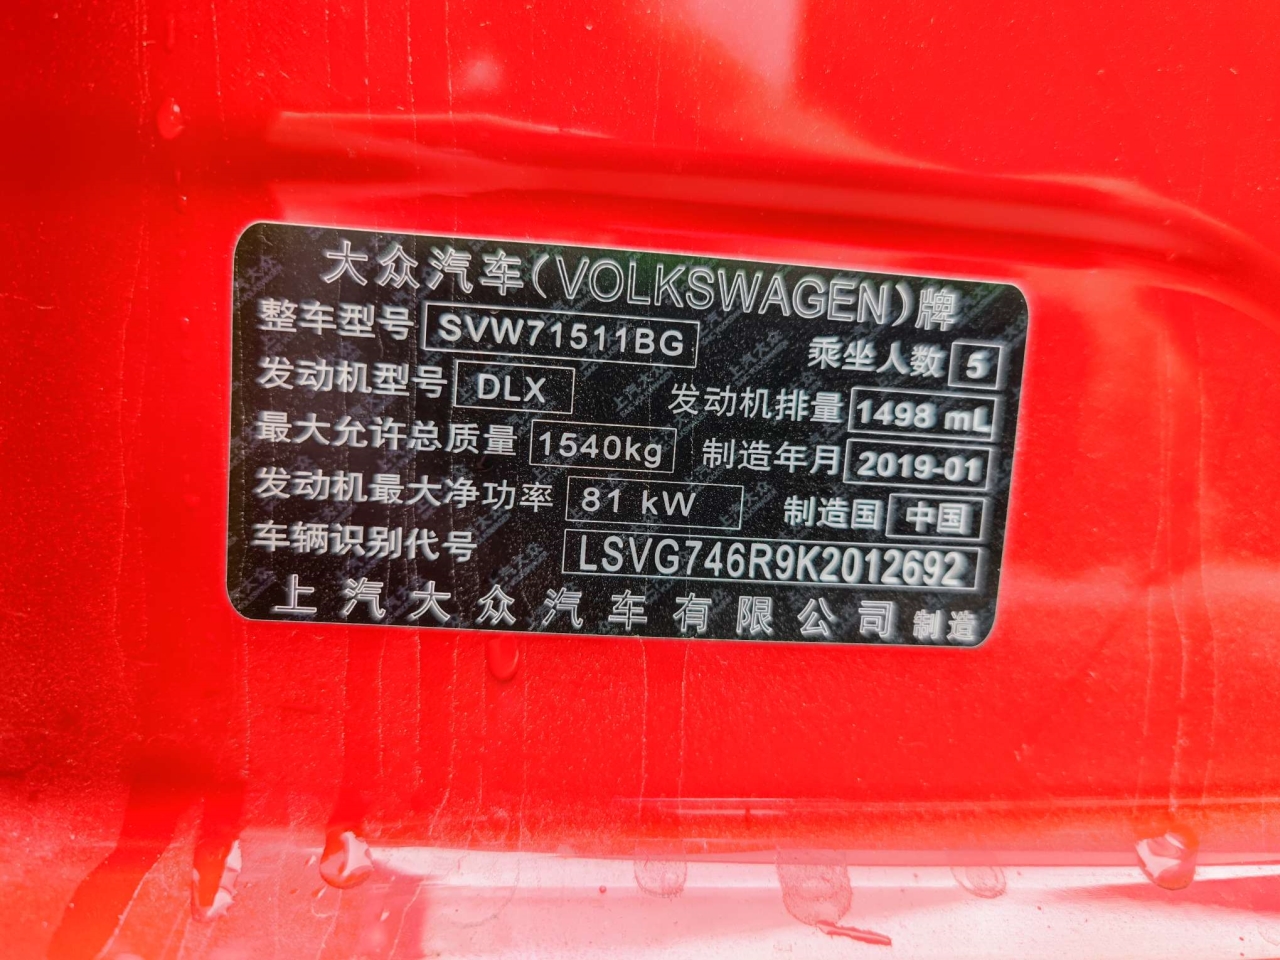 大众汽车(VOLKSWAGEN)牌
整车型号 SVW71511BG 乘坐人数 5
发动机型号 DLX 发动机排量 1498 mL
最大允许总质量 1540kg 制造年月 2019-01
发动机最大净功率 81 kW 制造国 中国
车辆识别代号 LSVG746R9K2012692
上汽大众汽车有限公司 制造